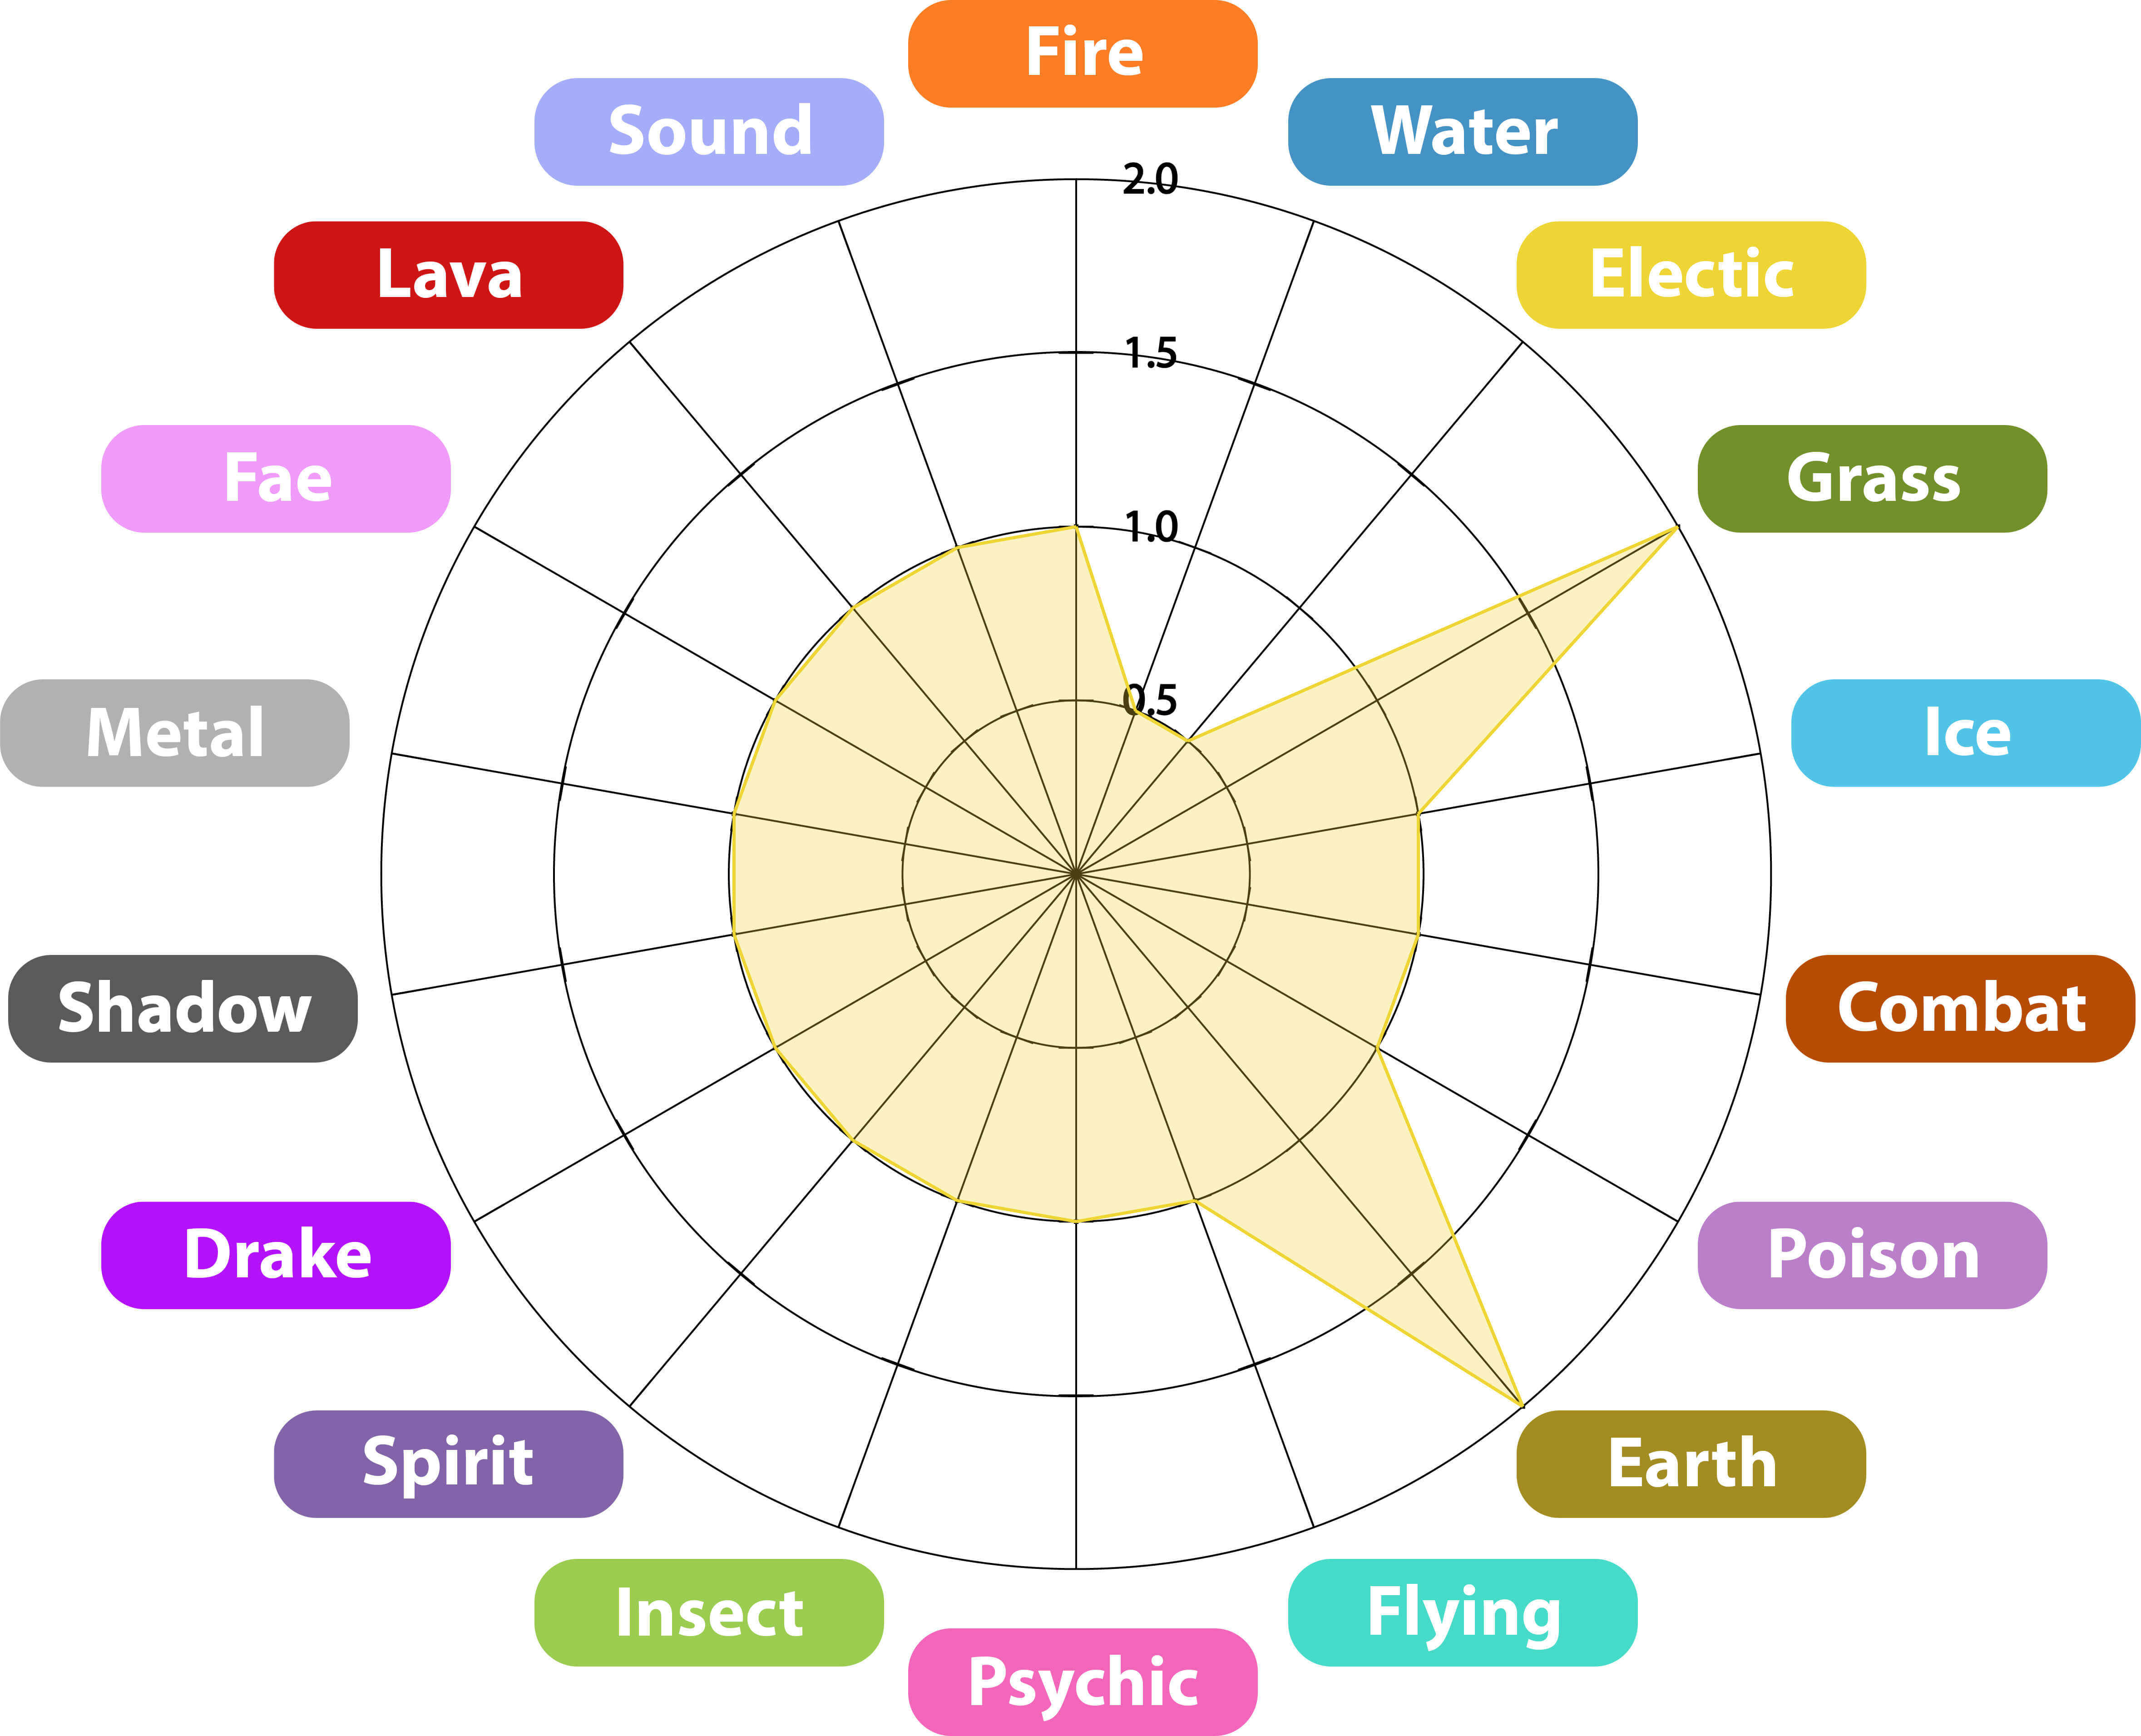 Fire
Sound
Water
2.0
Lava
Electic
1.5
Fae
Grass
1.0
0.5
Metal
Ice
Shadow
Combat
Drake
Poison
Spirit
Earth
Insect
Flying
Psychic